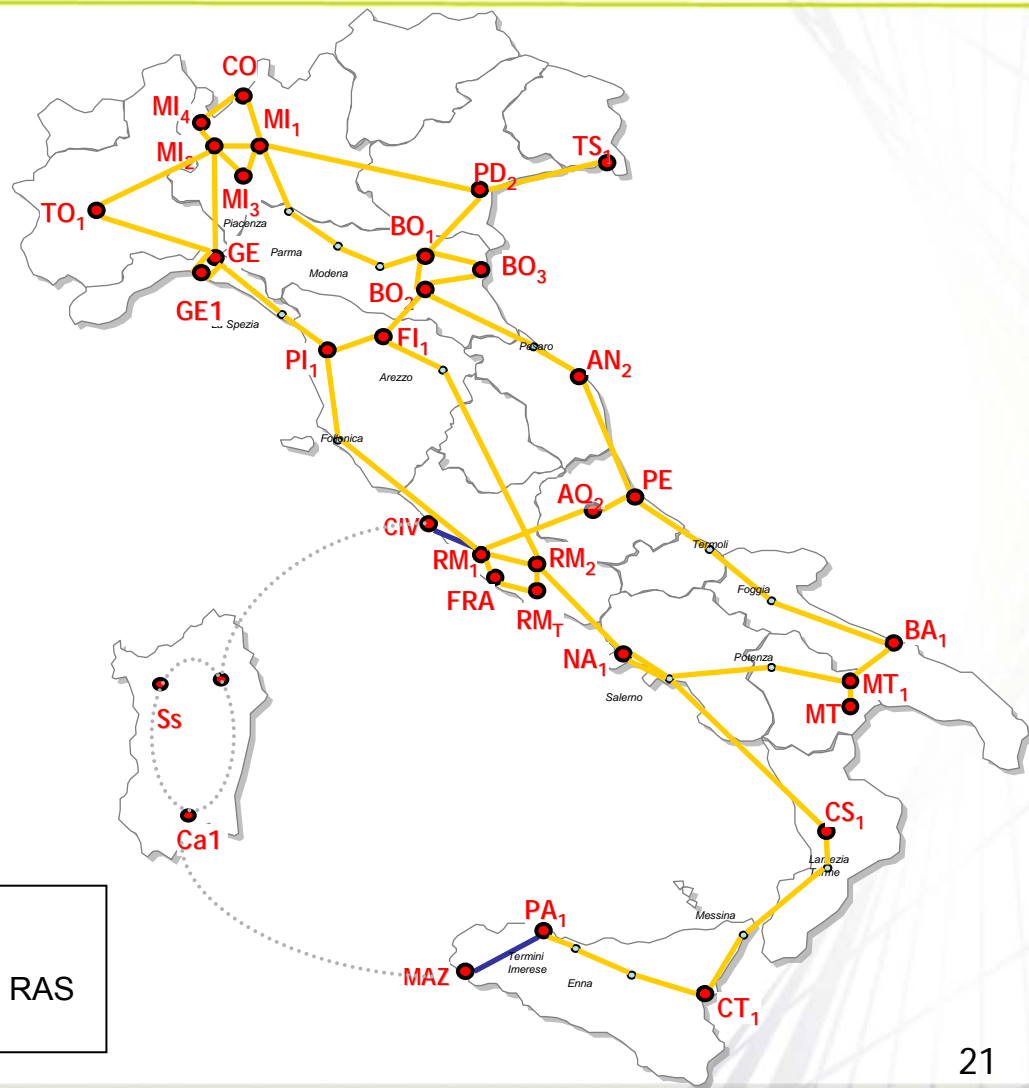 CO
MI4
MI1
MI2
TS1
MI3
PD2
TO1
Piacenza
BO1
GE
Parma
BO3
Modena
BO2
GE1
La Spezia
FI1
PI1
Pesaro
Arezzo
AN2
Follonica
PE
AQ2
CIV
Termoli
RM1
RM2
Foggia
FRA
RMT
BA1
NA1
Potenza
MT1
Salerno
MT
Ss
CS1
Ca1
Lamezia
Terme
PA1
Messina
Termini
Imerese
MAZ
Enna
RAS
CT1
21